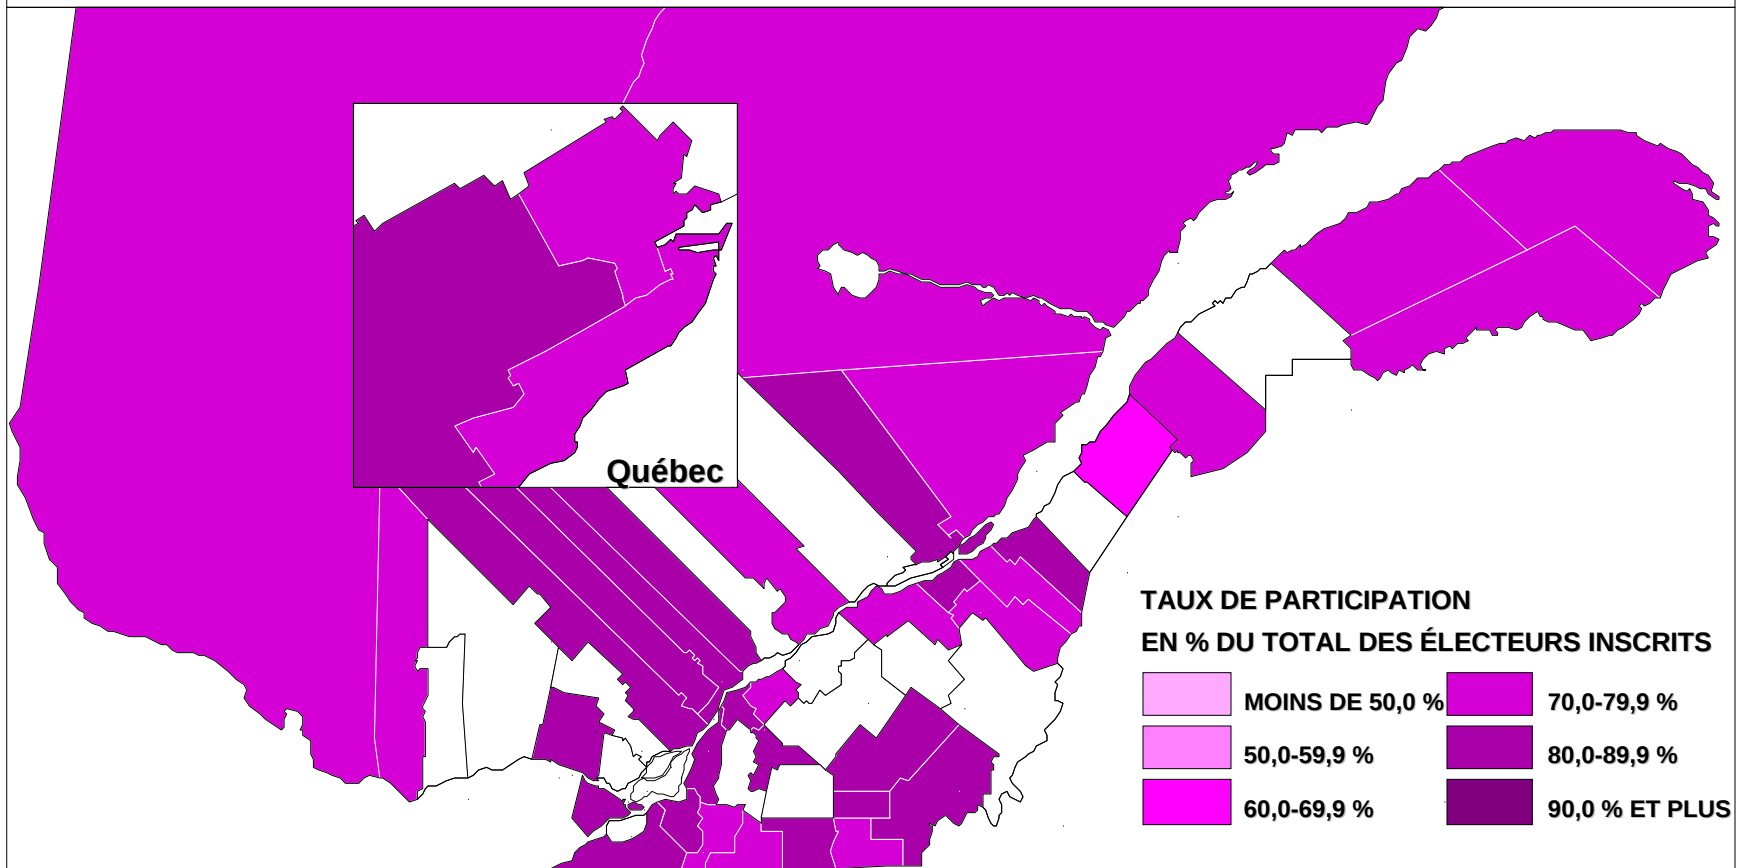 Québec
TAUX DE PARTICIPATION
EN % DU TOTAL DES ÉLECTEURS INSCRITS
MOINS DE 50,0 %
50,0-59,9 %
60,0-69,9 %
70,0-79,9 %
80,0-89,9 %
90,0 % ET PLUS